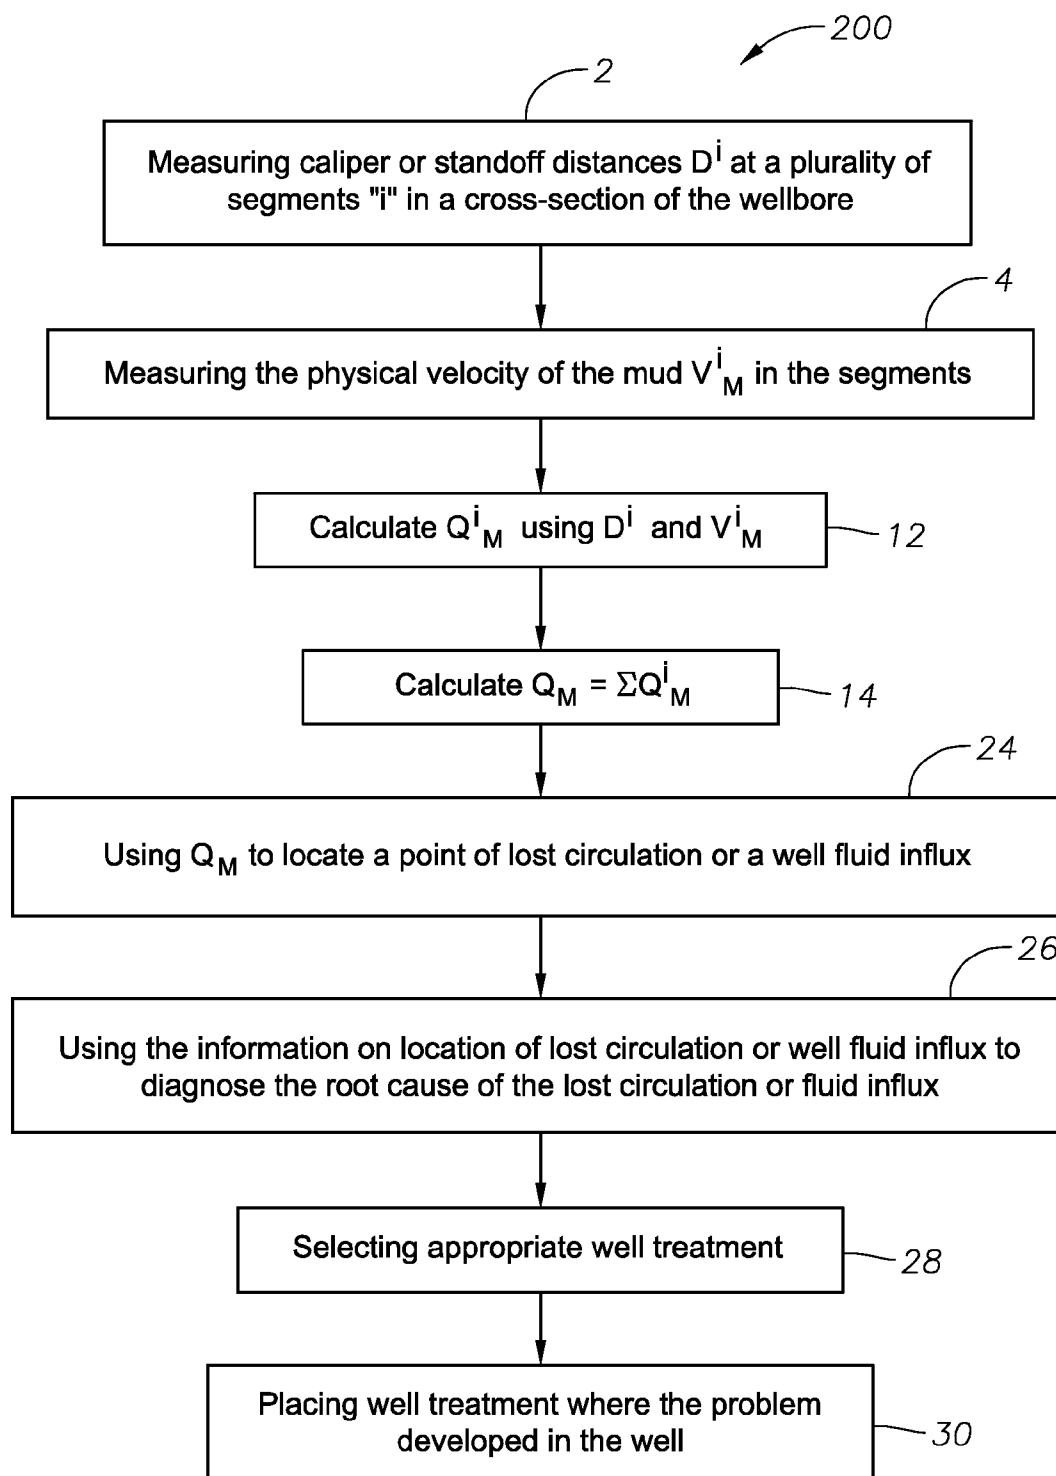 200
2
Measuring caliper or standoff distances Dⁱ at a plurality of
segments "i" in a cross-section of the wellbore
4
Measuring the physical velocity of the mud Vⁱ_M in the segments
Calculate Qⁱ_M using Dⁱ and Vⁱ_M
12
Calculate Q_M = ΣQⁱ_M
14
24
Using Q_M to locate a point of lost circulation or a well fluid influx
26
Using the information on location of lost circulation or well fluid influx to
diagnose the root cause of the lost circulation or fluid influx
Selecting appropriate well treatment
28
Placing well treatment where the problem
developed in the well
30